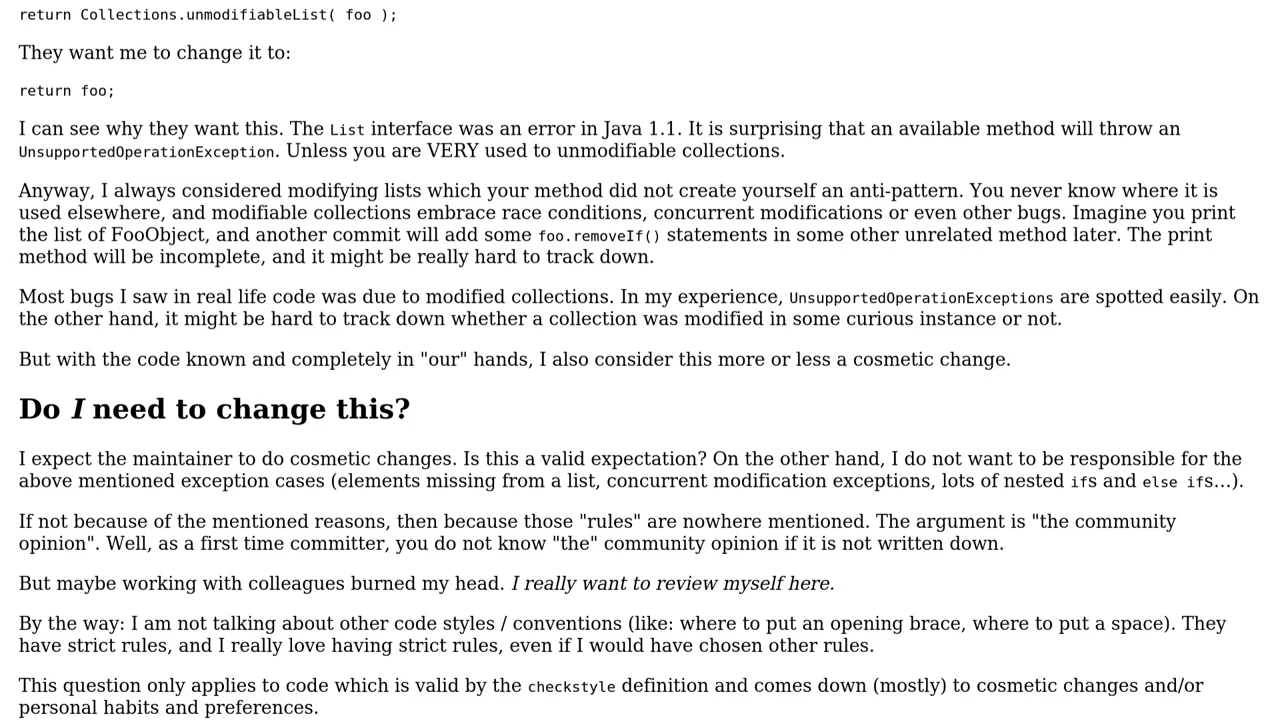 return Collections.unmodifiableList( foo );
They want me to change it to:
return foo;
I can see why they want this. The List interface was an error in Java 1.1. It is surprising that an available method will throw an
UnsupportedOperationException. Unless you are VERY used to unmodifiable collections.
Anyway, I always considered modifying lists which your method did not create yourself an anti-pattern. You never know where it is
used elsewhere, and modifiable collections embrace race conditions, concurrent modifications or even other bugs. Imagine you print
the list of FooObject, and another commit will add some foo.removeIf() statements in some other unrelated method later. The print
method will be incomplete, and it might be really hard to track down.
Most bugs I saw in real life code was due to modified collections. In my experience, UnsupportedOperationExceptions are spotted easily. On
the other hand, it might be hard to track down whether a collection was modified in some curious instance or not.
But with the code known and completely in "our" hands, I also consider this more or less a cosmetic change.
Do I need to change this?
I expect the maintainer to do cosmetic changes. Is this a valid expectation? On the other hand, I do not want to be responsible for the
above mentioned exception cases (elements missing from a list, concurrent modification exceptions, lots of nested ifs and else ifs…).
If not because of the mentioned reasons, then because those "rules" are nowhere mentioned. The argument is "the community
opinion". Well, as a first time committer, you do not know "the" community opinion if it is not written down.
But maybe working with colleagues burned my head. I really want to review myself here.
By the way: I am not talking about other code styles / conventions (like: where to put an opening brace, where to put a space). They
have strict rules, and I really love having strict rules, even if I would have chosen other rules.
This question only applies to code which is valid by the checkstyle definition and comes down (mostly) to cosmetic changes and/or
personal habits and preferences.